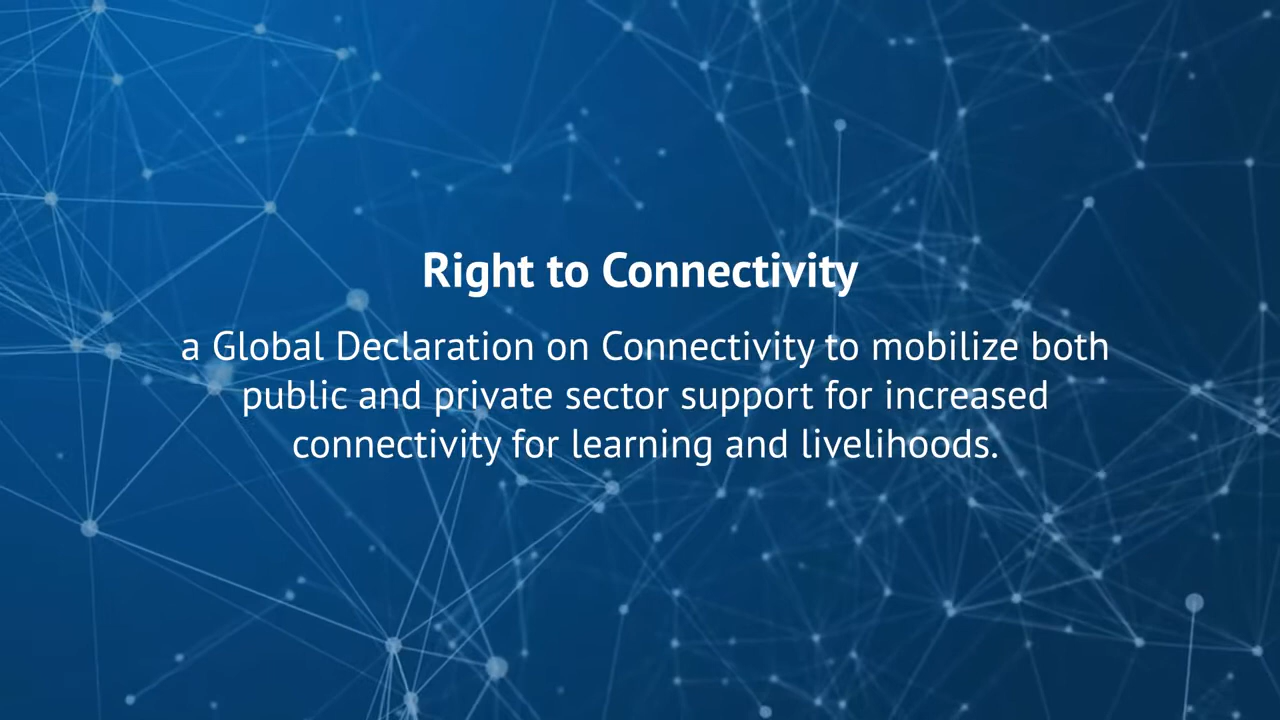 Right to Connectivity
a Global Declaration on Connectivity to mobilize both
public and private sector support for increased
connectivity for learning and livelihoods.